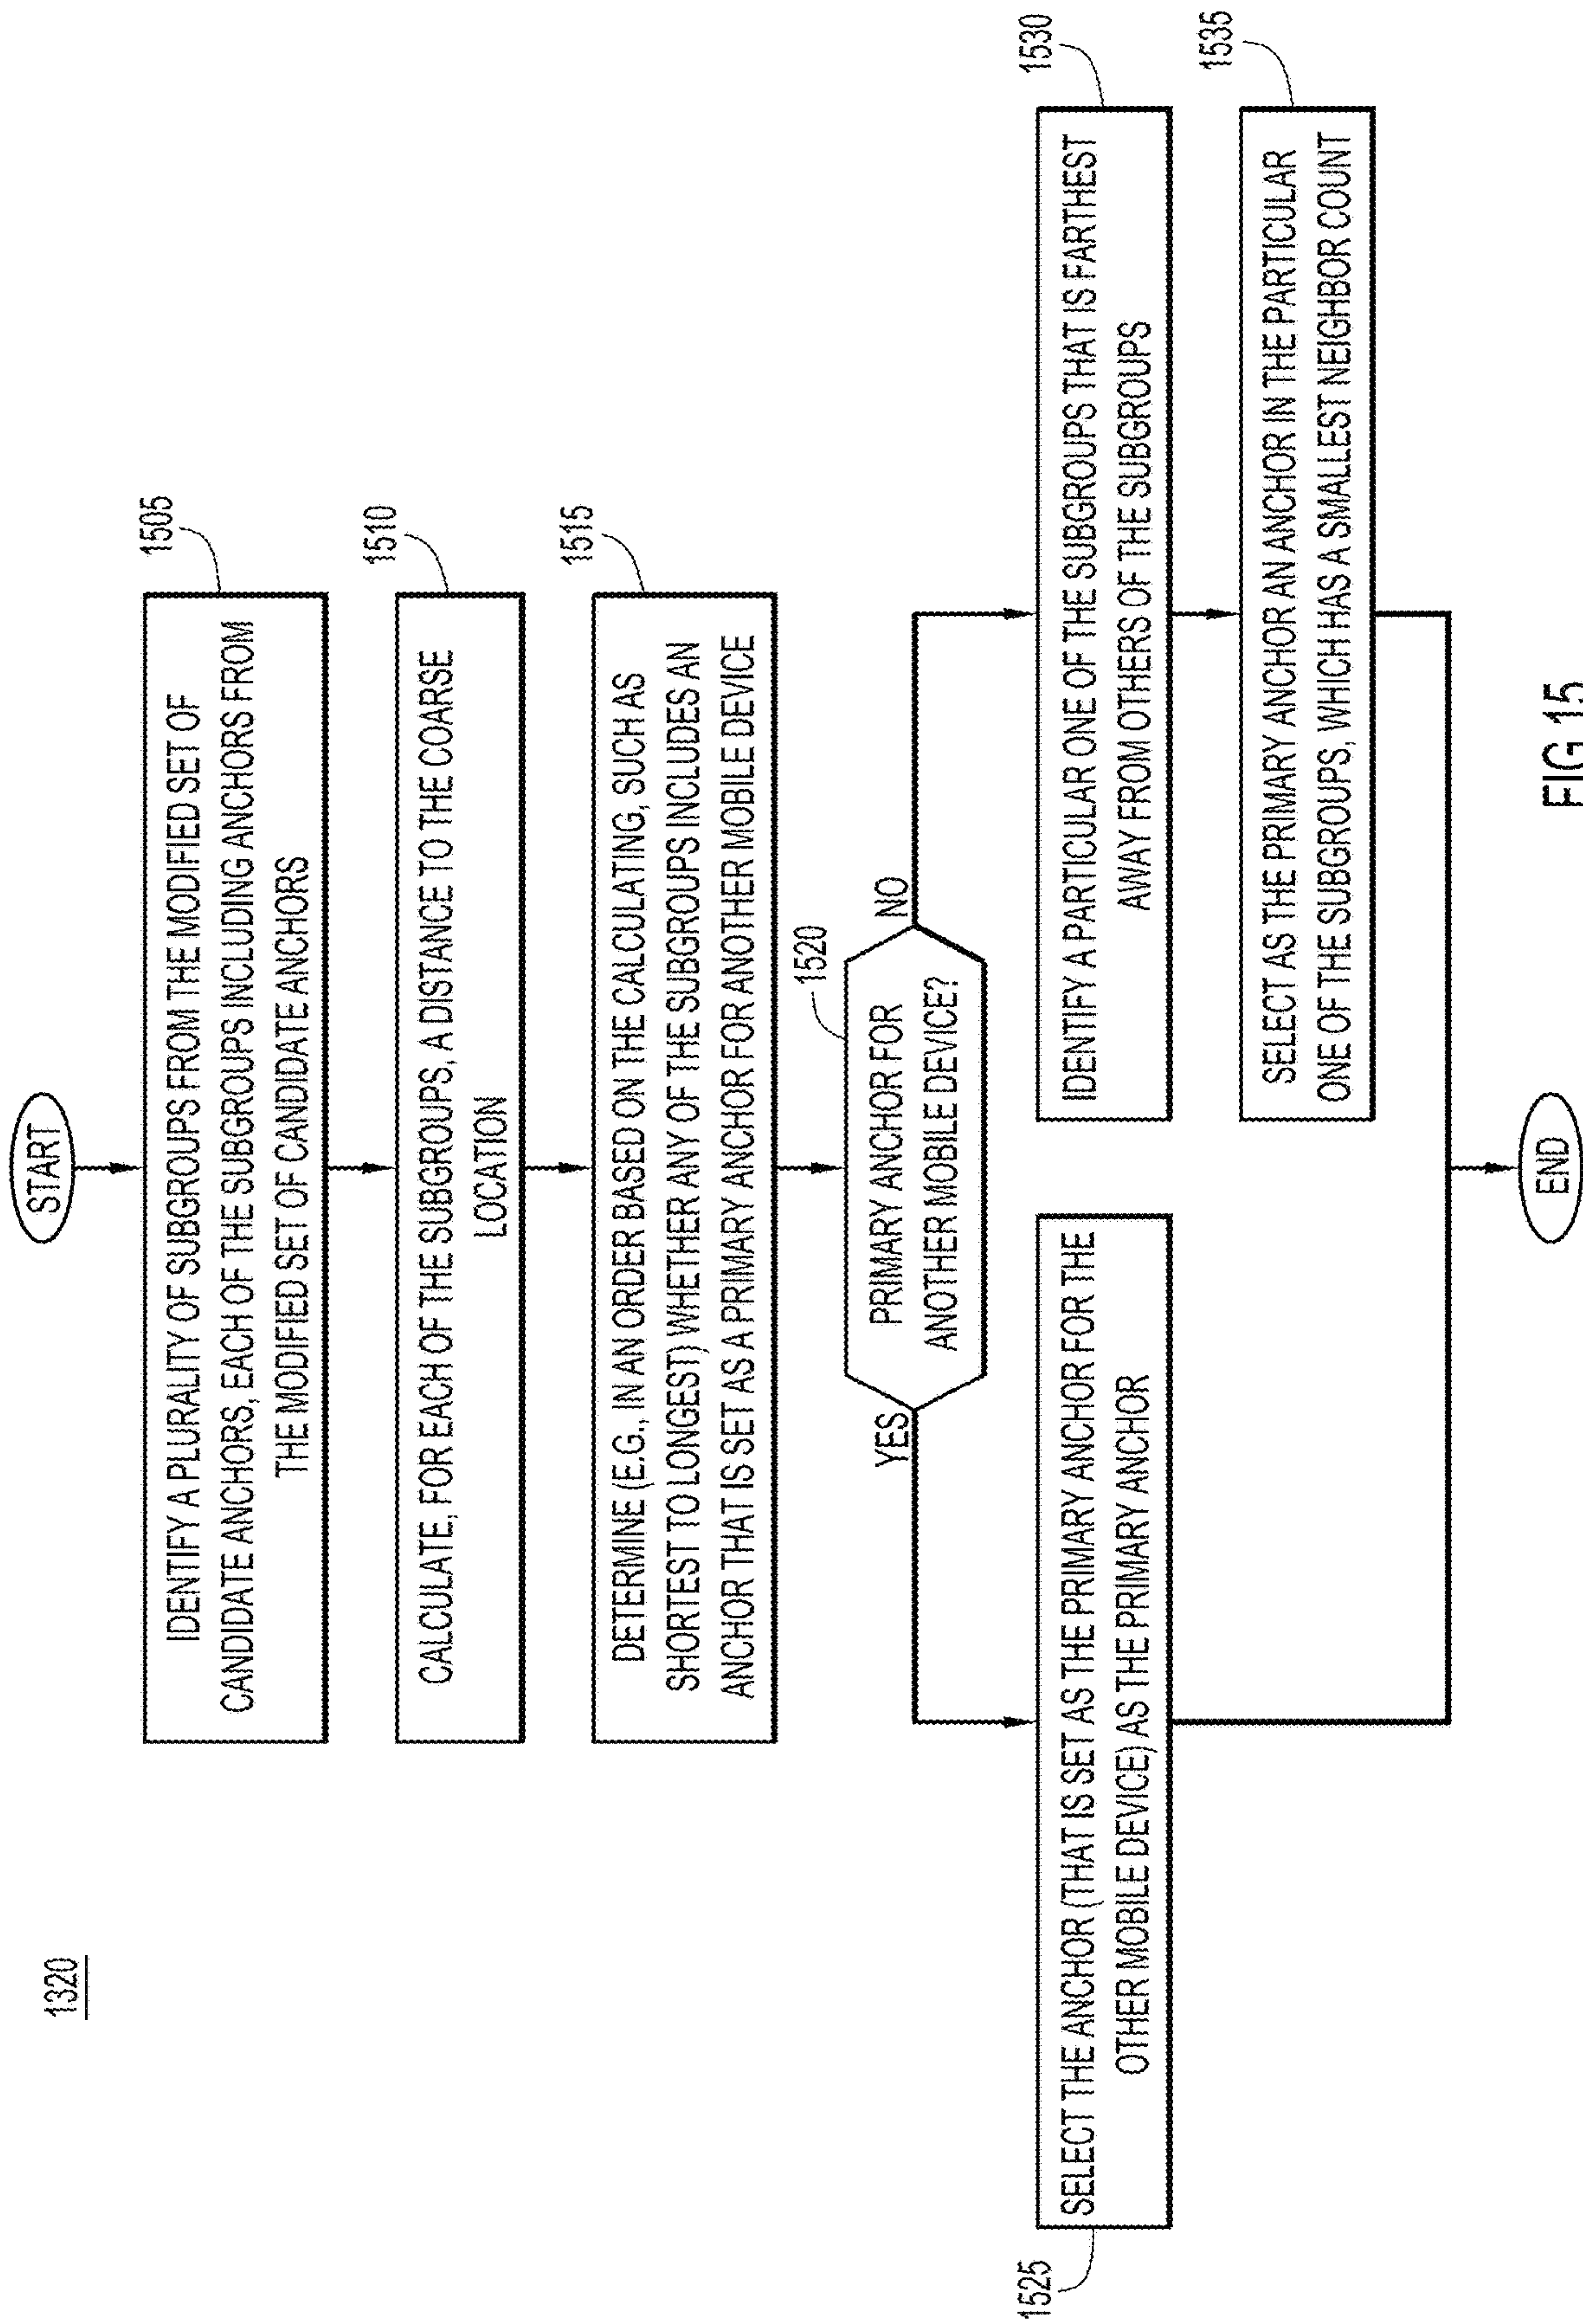 1320
START
1505
IDENTIFY A PLURALITY OF SUBGROUPS FROM THE MODIFIED SET OF
CANDIDATE ANCHORS, EACH OF THE SUBGROUPS INCLUDING ANCHORS FROM
THE MODIFIED SET OF CANDIDATE ANCHORS
1510
CALCULATE, FOR EACH OF THE SUBGROUPS, A DISTANCE TO THE COARSE
LOCATION
1515
DETERMINE (E.G., IN AN ORDER BASED ON THE CALCULATING, SUCH AS
SHORTEST TO LONGEST) WHETHER ANY OF THE SUBGROUPS INCLUDES AN
ANCHOR THAT IS SET AS A PRIMARY ANCHOR FOR ANOTHER MOBILE DEVICE
1520
PRIMARY ANCHOR FOR
ANOTHER MOBILE DEVICE?
YES
NO
1525
SELECT THE ANCHOR (THAT IS SET AS THE PRIMARY ANCHOR FOR THE
OTHER MOBILE DEVICE) AS THE PRIMARY ANCHOR
1530
IDENTIFY A PARTICULAR ONE OF THE SUBGROUPS THAT IS FARTHEST
AWAY FROM OTHERS OF THE SUBGROUPS
1535
SELECT AS THE PRIMARY ANCHOR AN ANCHOR IN THE PARTICULAR
ONE OF THE SUBGROUPS, WHICH HAS A SMALLEST NEIGHBOR COUNT
END
FIG.15